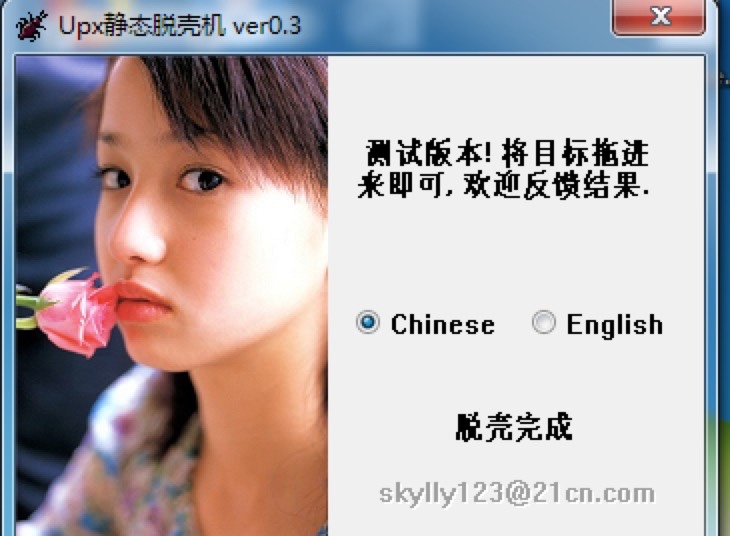 Upx静态脱壳机 ver0.3
测试版本! 将目标拖进
来即可, 欢迎反馈结果.
Chinese
English
脱壳完成
skylly123@21cn.com